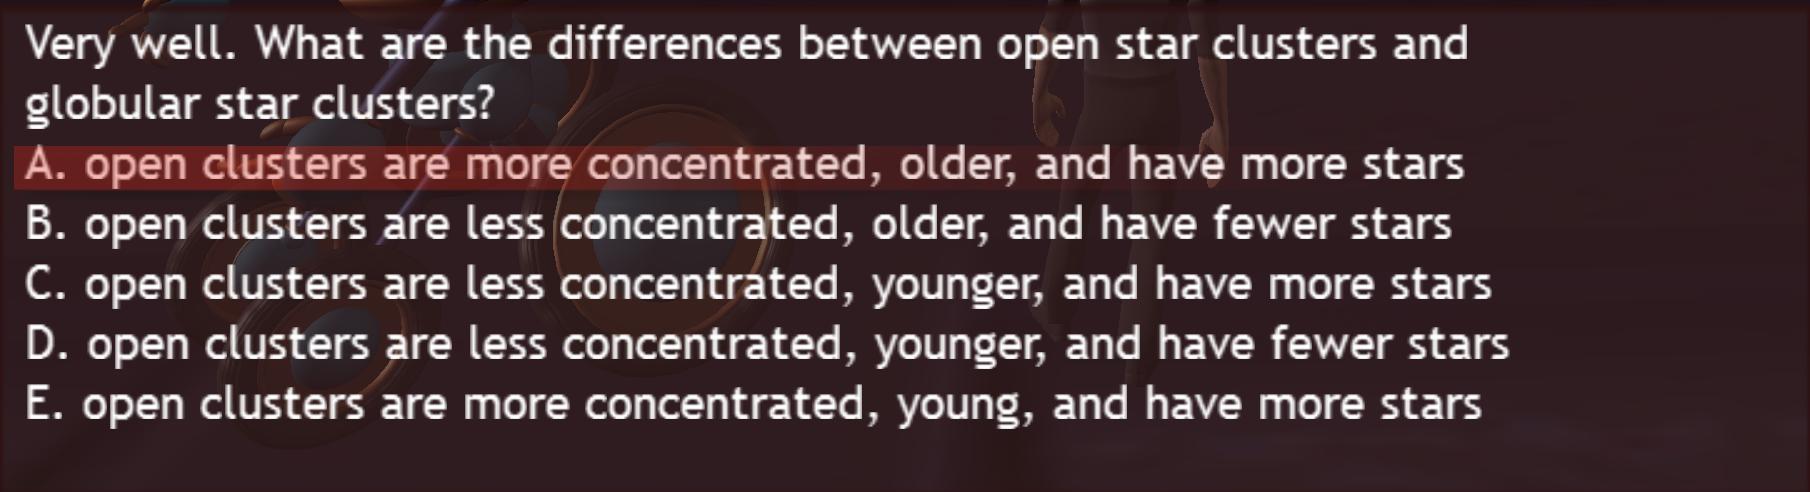 Very well. What are the differences between open star clusters and
globular star clusters?
A. open clusters are more concentrated, older, and have more stars
B. open clusters are less concentrated, older, and have fewer stars
C. open clusters are less concentrated, younger, and have more stars
D. open clusters are less concentrated, younger, and have fewer stars
E. open clusters are more concentrated, young, and have more stars